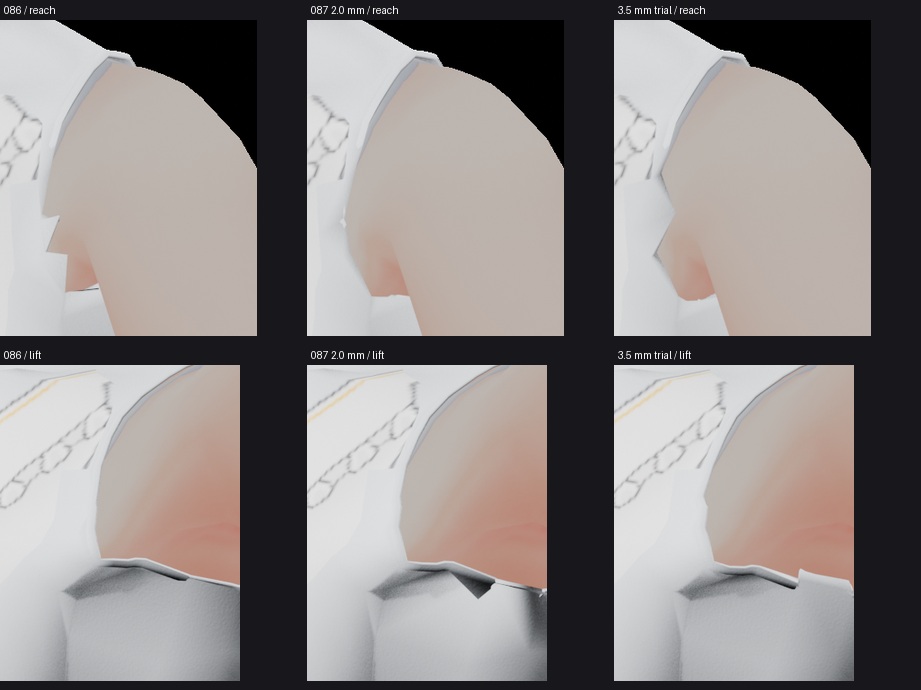 086 / reach
087 2.0 mm / reach
3.5 mm trial / reach
086 / lift
087 2.0 mm / lift
3.5 mm trial / lift